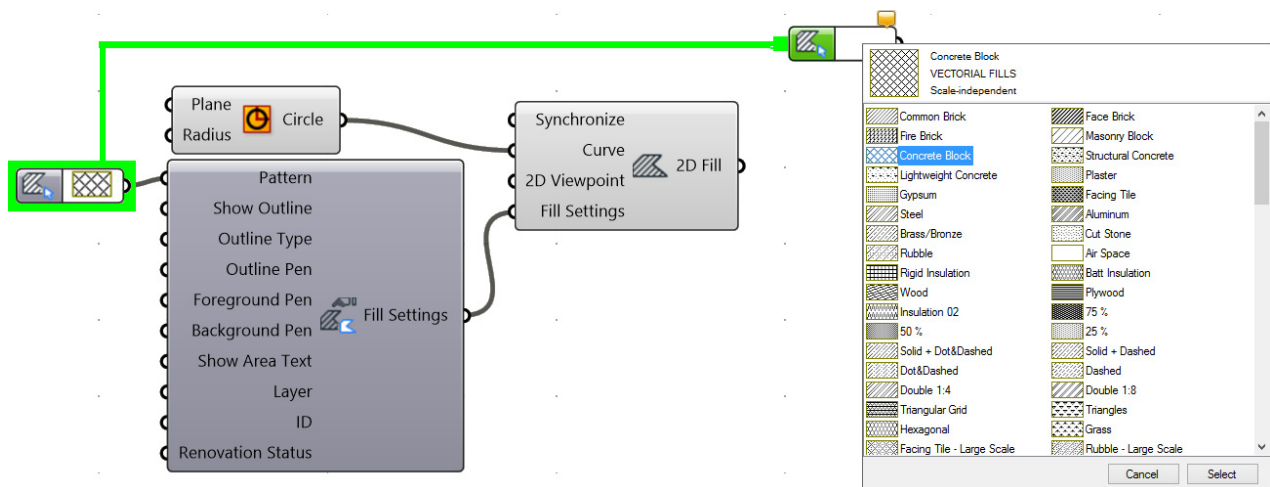 Plane
Radius
Circle
Pattern
Show Outline
Outline Type
Outline Pen
Foreground Pen
Background Pen
Show Area Text
Layer
ID
Renovation Status
Fill Settings
Synchronize
Curve
2D Viewpoint
Fill Settings
2D Fill
Concrete Block
VECTORIAL FILLS
Scale-independent
Common Brick
Face Brick
Fire Brick
Masonry Block
Concrete Block
Structural Concrete
Lightweight Concrete
Plaster
Gypsum
Facing Tile
Steel
Aluminum
Brass/Bronze
Cut Stone
Rubble
Air Space
Rigid Insulation
Batt Insulation
Wood
Plywood
Insulation 02
75 %
50 %
25 %
Solid + Dot&Dashed
Solid + Dashed
Dot&Dashed
Dashed
Double 1:4
Double 1:8
Triangular Grid
Triangles
Hexagonal
Grass
Facing Tile - Large Scale
Rubble - Large Scale
Cancel
Select